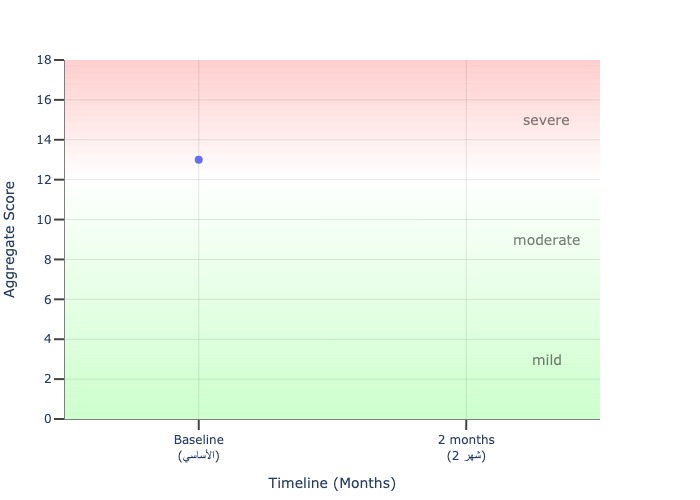 18
16
severe
14
12
10
moderate
8
6
4
mild
2
0
Aggregate Score
Baseline
(الأساسي)
2 months
(2 شهر)
Timeline (Months)